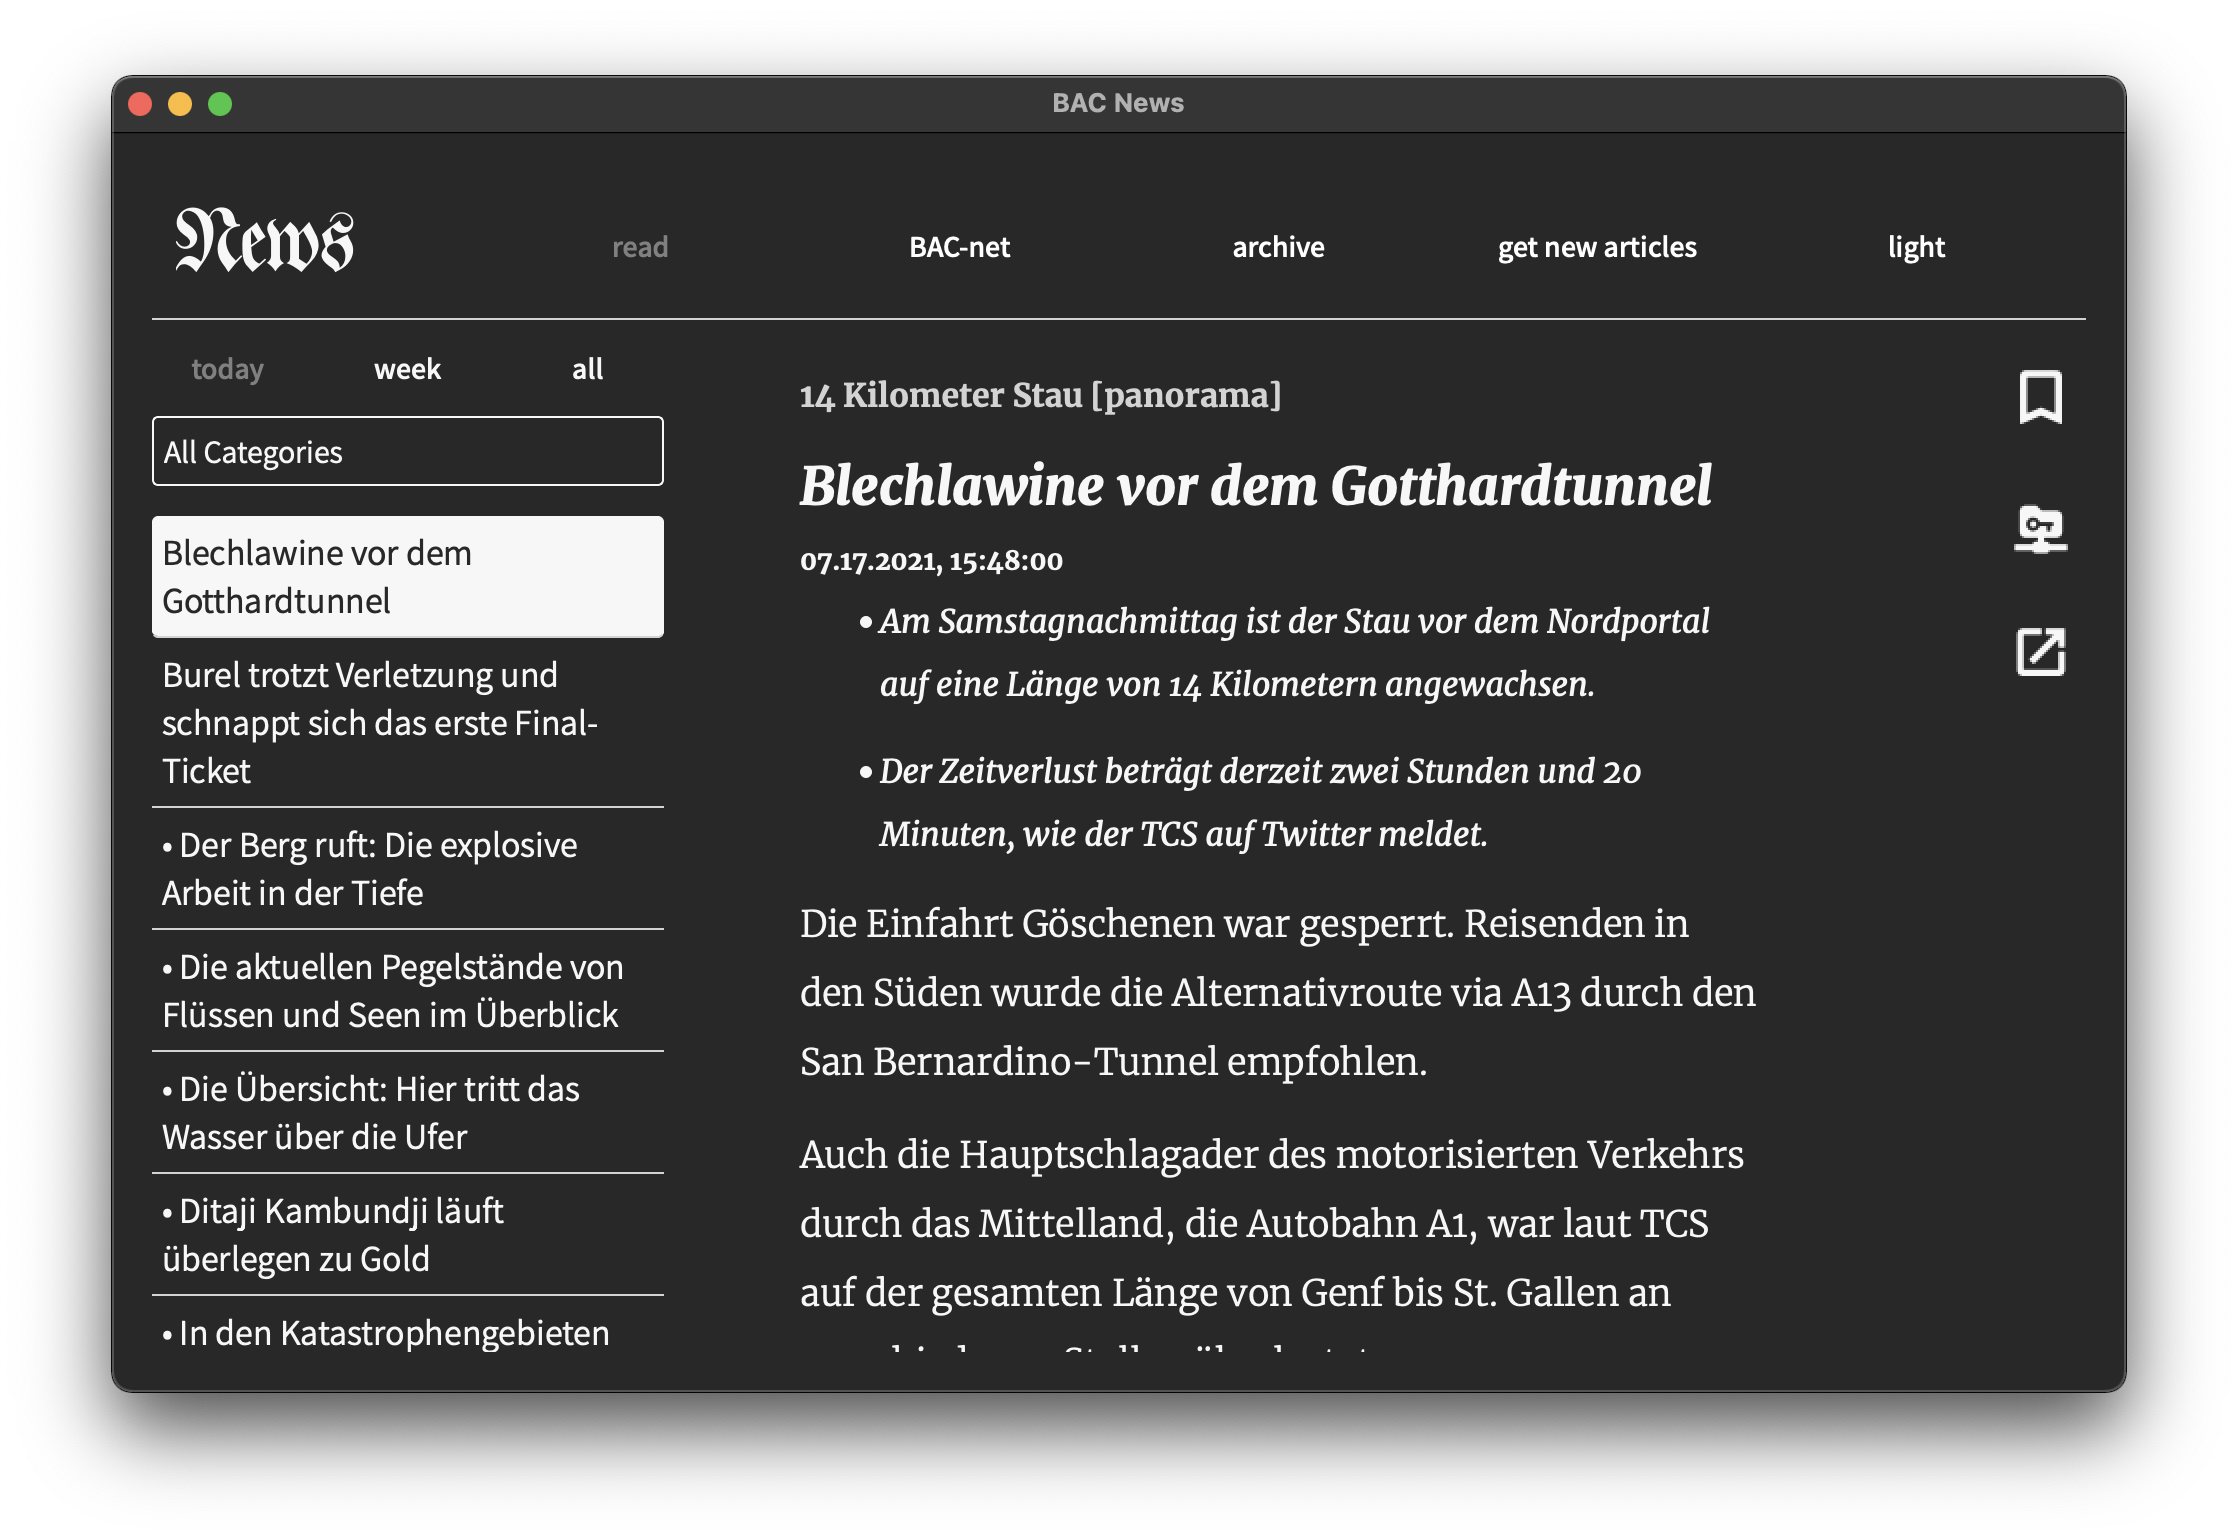 BAC News
News
read
BAC-net
archive
get new articles
light
today
week
all
All Categories
Blechlawine vor dem
Gotthardtunnel
Burel trotzt Verletzung und
schnappt sich das erste Final-
Ticket
• Der Berg ruft: Die explosive
Arbeit in der Tiefe
• Die aktuellen Pegelstände von
Flüssen und Seen im Überblick
• Die Übersicht: Hier tritt das
Wasser über die Ufer
• Ditaji Kambundji läuft
überlegen zu Gold
• In den Katastrophengebieten
14 Kilometer Stau [panorama]
Blechlawine vor dem Gotthardtunnel
07.17.2021, 15:48:00
• Am Samstagnachmittag ist der Stau vor dem Nordportal
auf eine Länge von 14 Kilometern angewachsen.
• Der Zeitverlust beträgt derzeit zwei Stunden und 20
Minuten, wie der TCS auf Twitter meldet.
Die Einfahrt Göschenen war gesperrt. Reisenden in
den Süden wurde die Alternativroute via A13 durch den
San Bernardino-Tunnel empfohlen.
Auch die Hauptschlagader des motorisierten Verkehrs
durch das Mittelland, die Autobahn A1, war laut TCS
auf der gesamten Länge von Genf bis St. Gallen an